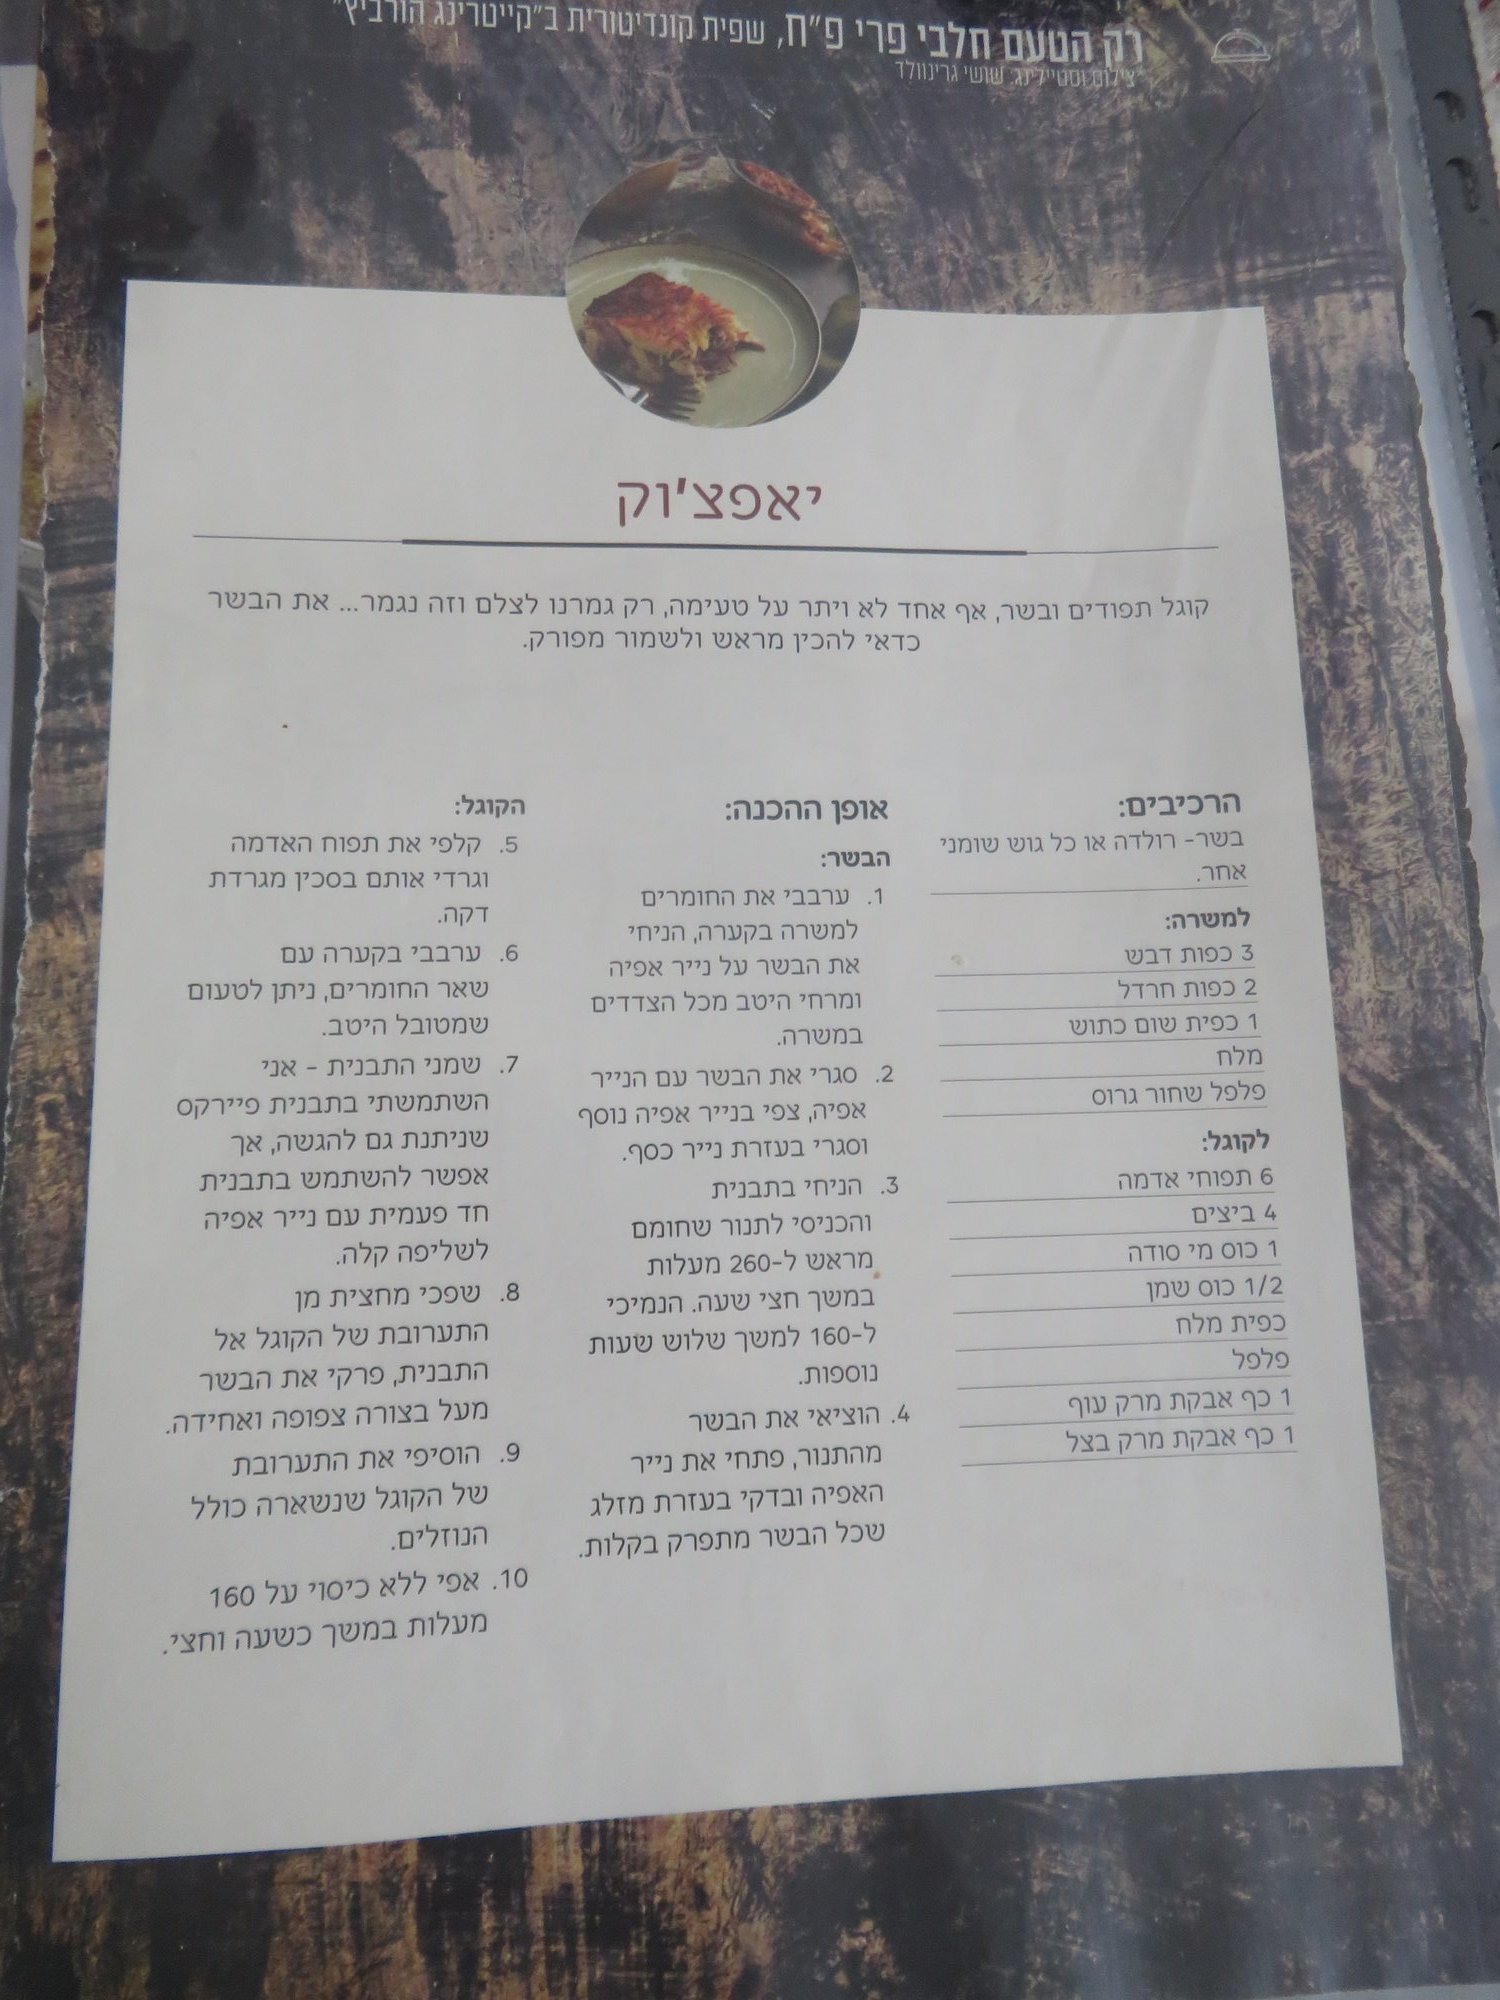 רק הטעם חלבי פרי פ"ח, שפית קונדיטורית ב"קייטרינג הורביץ"
צילום וסטיילינג: שושי גרינוולד
יאפצ'וק
קוגל תפודים ובשר, אף אחד לא ויתר על טעימה, רק גמרנו לצלם וזה נגמר... את הבשר
כדאי להכין מראש ולשמור מפורק.
הרכיבים:
בשר- רולדה או כל גוש שומני
אחר.
למשרה:
3 כפות דבש
2 כפות חרדל
1 כפית שום כתוש
מלח
פלפל שחור גרוס
לקוגל:
6 תפוחי אדמה
4 ביצים
1 כוס מי סודה
1/2 כוס שמן
כפית מלח
פלפל
1 כף אבקת מרק עוף
1 כף אבקת מרק בצל
אופן ההכנה:
הבשר:
1. ערבבי את החומרים
למשרה בקערה, הניחי
את הבשר על נייר אפיה
ומרחי היטב מכל הצדדים
במשרה.
2. סגרי את הבשר עם הנייר
אפיה, צפי בנייר אפיה נוסף
וסגרי בעזרת נייר כסף.
3. הניחי בתבנית
והכניסי לתנור שחומם
מראש ל-260 מעלות
במשך חצי שעה. הנמיכי
ל-160 למשך שלוש שעות
נוספות.
4. הוציאי את הבשר
מהתנור, פתחי את נייר
האפיה ובדקי בעזרת מזלג
שכל הבשר מתפרק בקלות.
הקוגל:
5. קלפי את תפוח האדמה
וגרדי אותם בסכין מגרדת
דקה.
6. ערבבי בקערה עם
שאר החומרים, ניתן לטעום
שמטובל היטב.
7. שמני התבנית - אני
השתמשתי בתבנית פיירקס
שניתנת גם להגשה, אך
אפשר להשתמש בתבנית
חד פעמית עם נייר אפיה
לשליפה קלה.
8. שפכי מחצית מן
התערובת של הקוגל אל
התבנית, פרקי את הבשר
מעל בצורה צפופה ואחידה.
9. הוסיפי את התערובת
של הקוגל שנשארה כולל
הנוזלים.
10. אפי ללא כיסוי על 160
מעלות במשך כשעה וחצי.